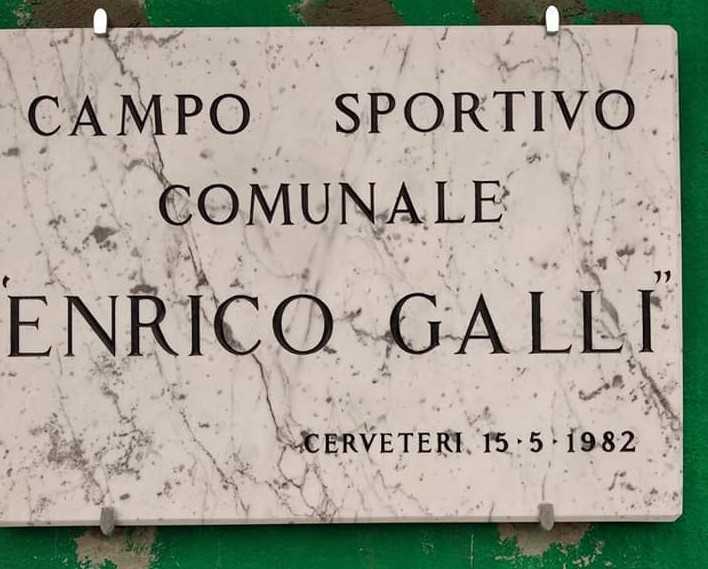 CAMPO SPORTIVO
COMUNALE
"ENRICO GALLI"
CERVETERI 15·5·1982